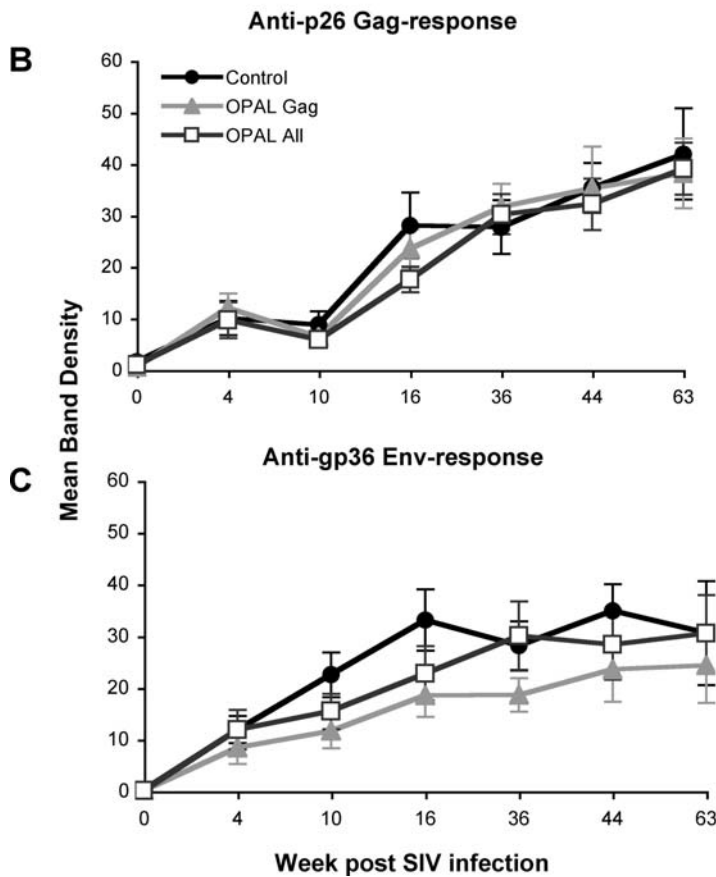 Anti-p26 Gag-response
B
60
50
40
30
20
10
0
Control
OPAL Gag
OPAL All
0 4 10 16 36 44 63
Mean Band Density
Anti-gp36 Env-response
C
60
50
40
30
20
10
0
0 4 10 16 36 44 63
Week post SIV infection